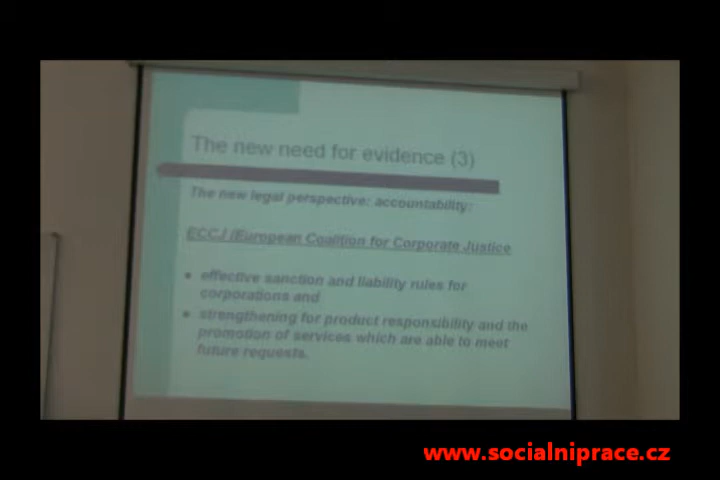 The new need for evidence (3)
The new legal perspective: accountability:
ECCJ (European Coalition for Corporate Justice
• effective sanction and liability rules for
corporations and
• strengthening for product responsibility and the
promotion of services which are able to meet
future requests.
www.socialniprace.cz